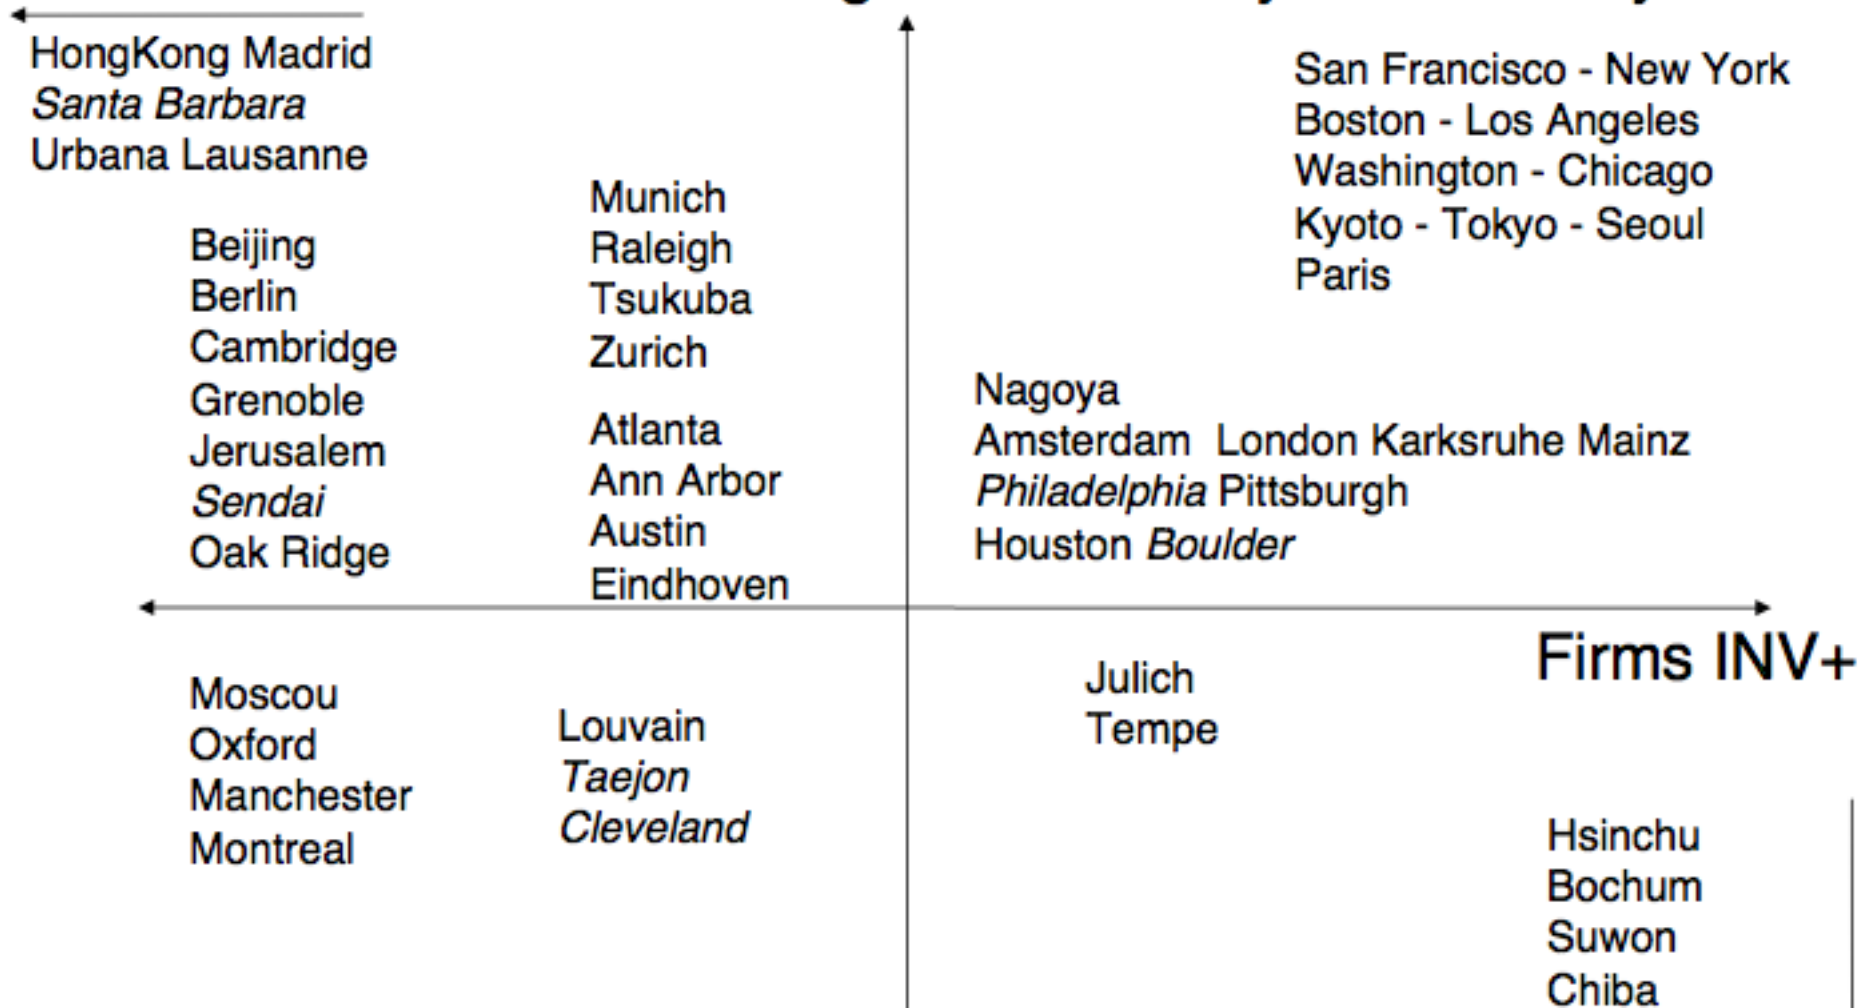 HongKong Madrid
Santa Barbara
Urbana Lausanne
San Francisco - New York
Boston - Los Angeles
Washington - Chicago
Kyoto - Tokyo - Seoul
Paris
Munich
Raleigh
Tsukuba
Zurich
Beijing
Berlin
Cambridge
Grenoble
Jerusalem
Sendai
Oak Ridge
Atlanta
Ann Arbor
Austin
Eindhoven
Nagoya
Amsterdam London Karksruhe Mainz
Philadelphia Pittsburgh
Houston Boulder
Firms INV+
Moscou
Oxford
Manchester
Montreal
Louvain
Taejon
Cleveland
Julich
Tempe
Hsinchu
Bochum
Suwon
Chiba